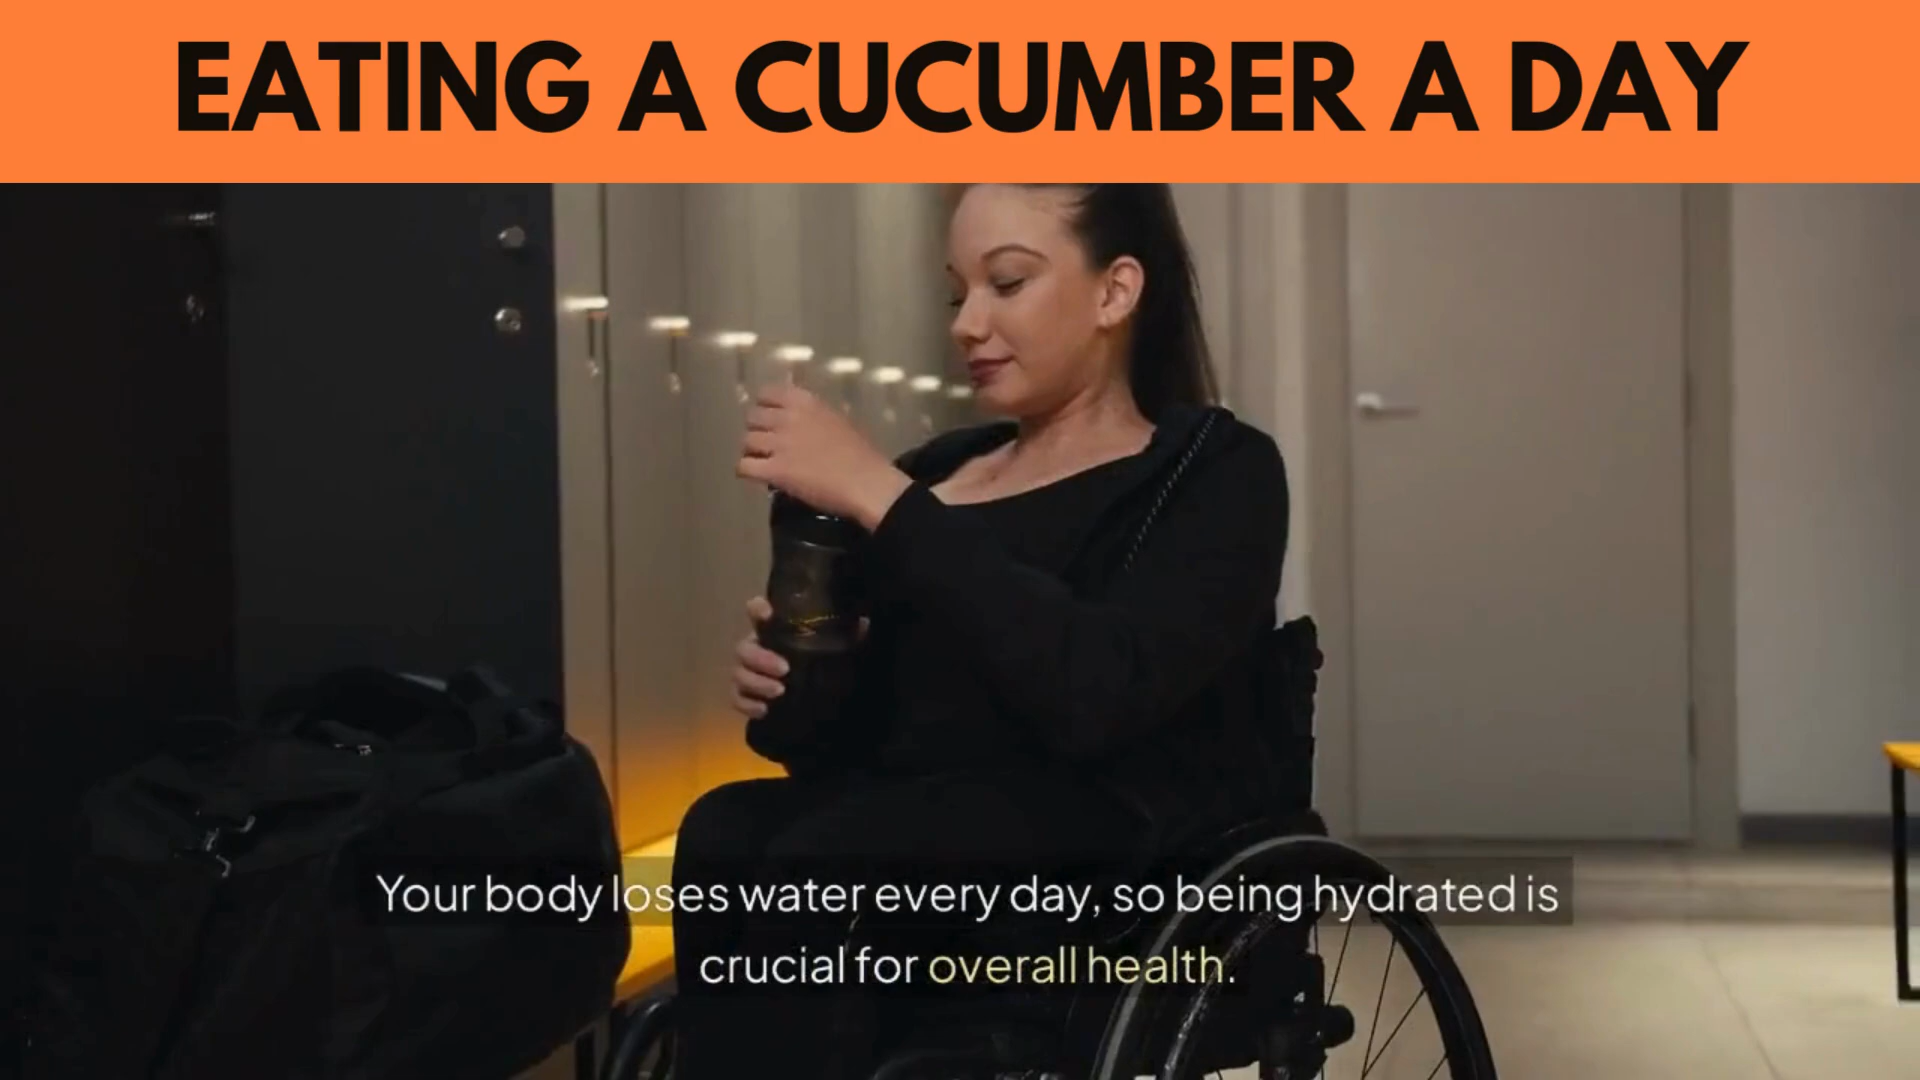 EATING A CUCUMBER A DAY
Your body loses water every day, so being hydrated is
crucial for overall health.